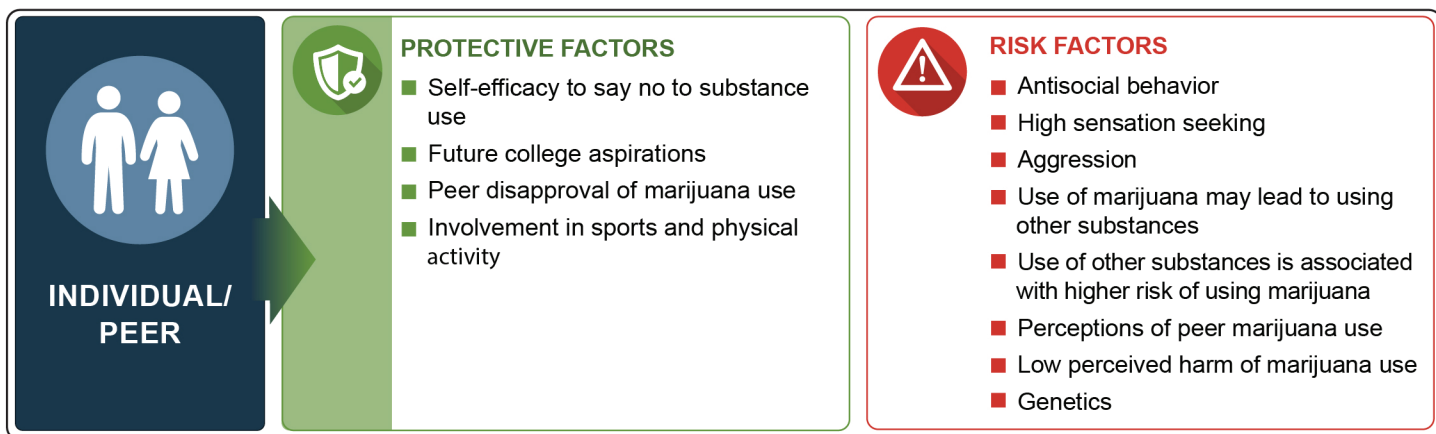 INDIVIDUAL/
PEER
PROTECTIVE FACTORS
■ Self-efficacy to say no to substance
use
■ Future college aspirations
■ Peer disapproval of marijuana use
■ Involvement in sports and physical
activity
RISK FACTORS
■ Antisocial behavior
■ High sensation seeking
■ Aggression
■ Use of marijuana may lead to using
other substances
■ Use of other substances is associated
with higher risk of using marijuana
■ Perceptions of peer marijuana use
■ Low perceived harm of marijuana use
■ Genetics